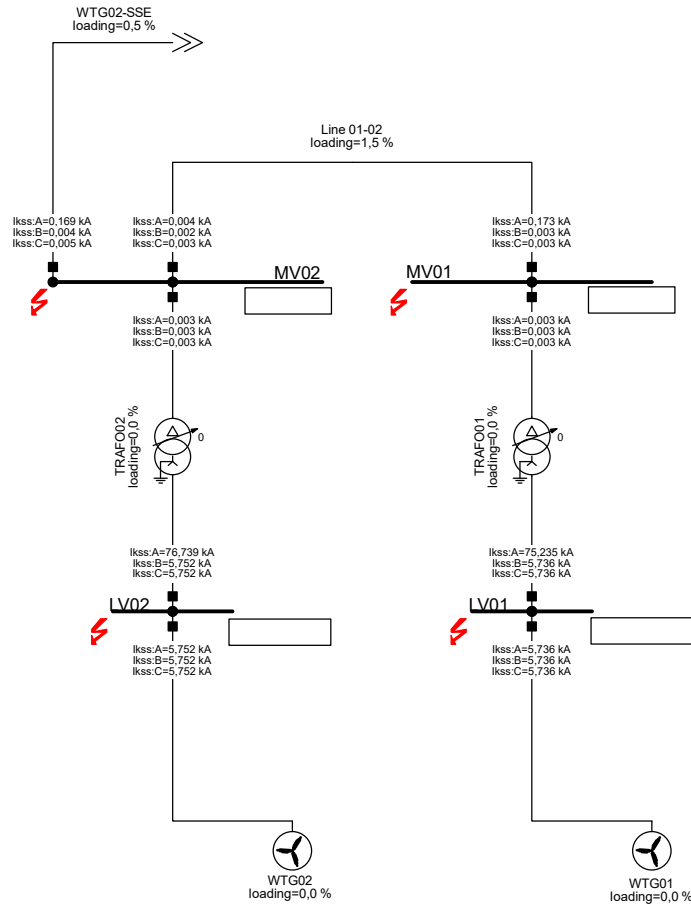 WTG02-SSE
loading=0,5 %
Line 01-02
loading=1,5 %
Ikss:A=0,169 kA
Ikss:B=0,004 kA
Ikss:C=0,005 kA
Ikss:A=0,004 kA
Ikss:B=0,002 kA
Ikss:C=0,003 kA
Ikss:A=0,173 kA
Ikss:B=0,003 kA
Ikss:C=0,003 kA
MV02
MV01
Ikss:A=0,003 kA
Ikss:B=0,003 kA
Ikss:C=0,003 kA
Ikss:A=0,003 kA
Ikss:B=0,003 kA
Ikss:C=0,003 kA
TRAFO02
loading=0,0 %
0
TRAFO01
loading=0,0 %
0
Ikss:A=76,739 kA
Ikss:B=5,752 kA
Ikss:C=5,752 kA
Ikss:A=75,235 kA
Ikss:B=5,736 kA
Ikss:C=5,736 kA
LV02
LV01
Ikss:A=5,752 kA
Ikss:B=5,752 kA
Ikss:C=5,752 kA
Ikss:A=5,736 kA
Ikss:B=5,736 kA
Ikss:C=5,736 kA
WTG02
loading=0,0 %
WTG01
loading=0,0 %